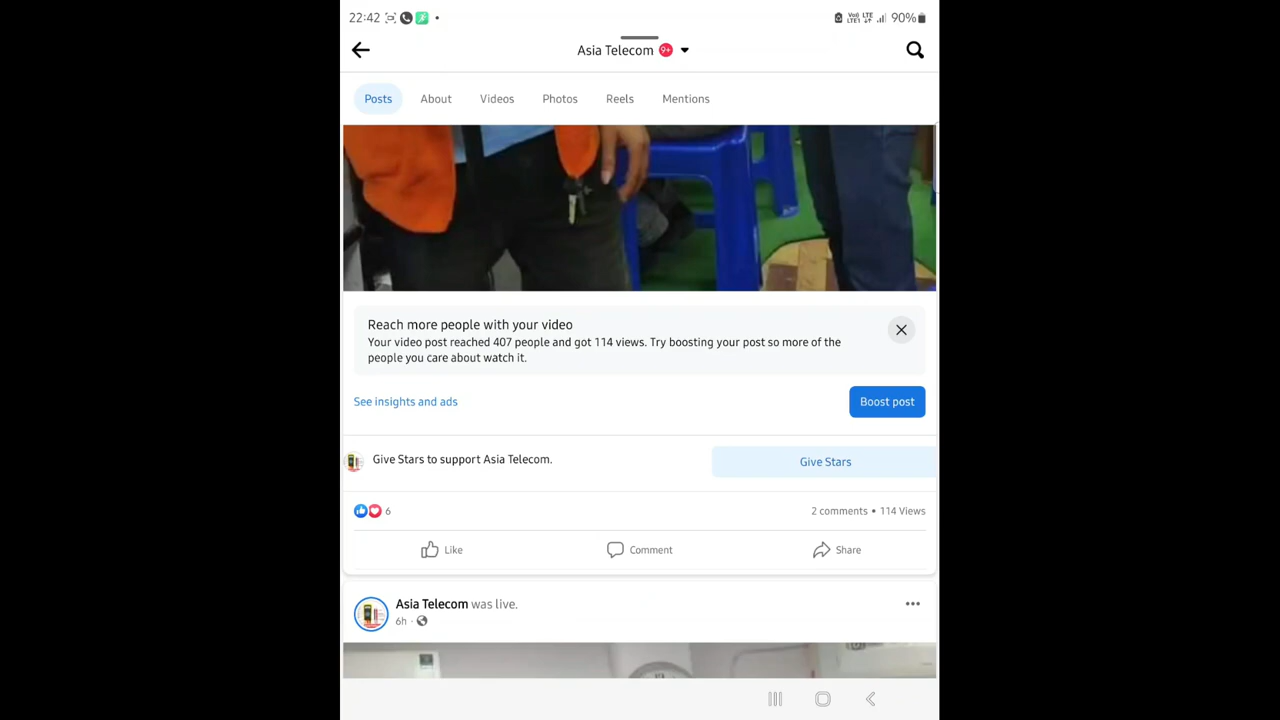 22:42
VoD LTE 90%
Asia Telecom 9+
Posts About Videos Photos Reels Mentions
Reach more people with your video
Your video post reached 407 people and got 114 views. Try boosting your post so more of the
people you care about watch it.
See insights and ads Boost post
Give Stars to support Asia Telecom. Give Stars
6 2 comments • 114 Views
Like Comment Share
Asia Telecom was live.
6h ·